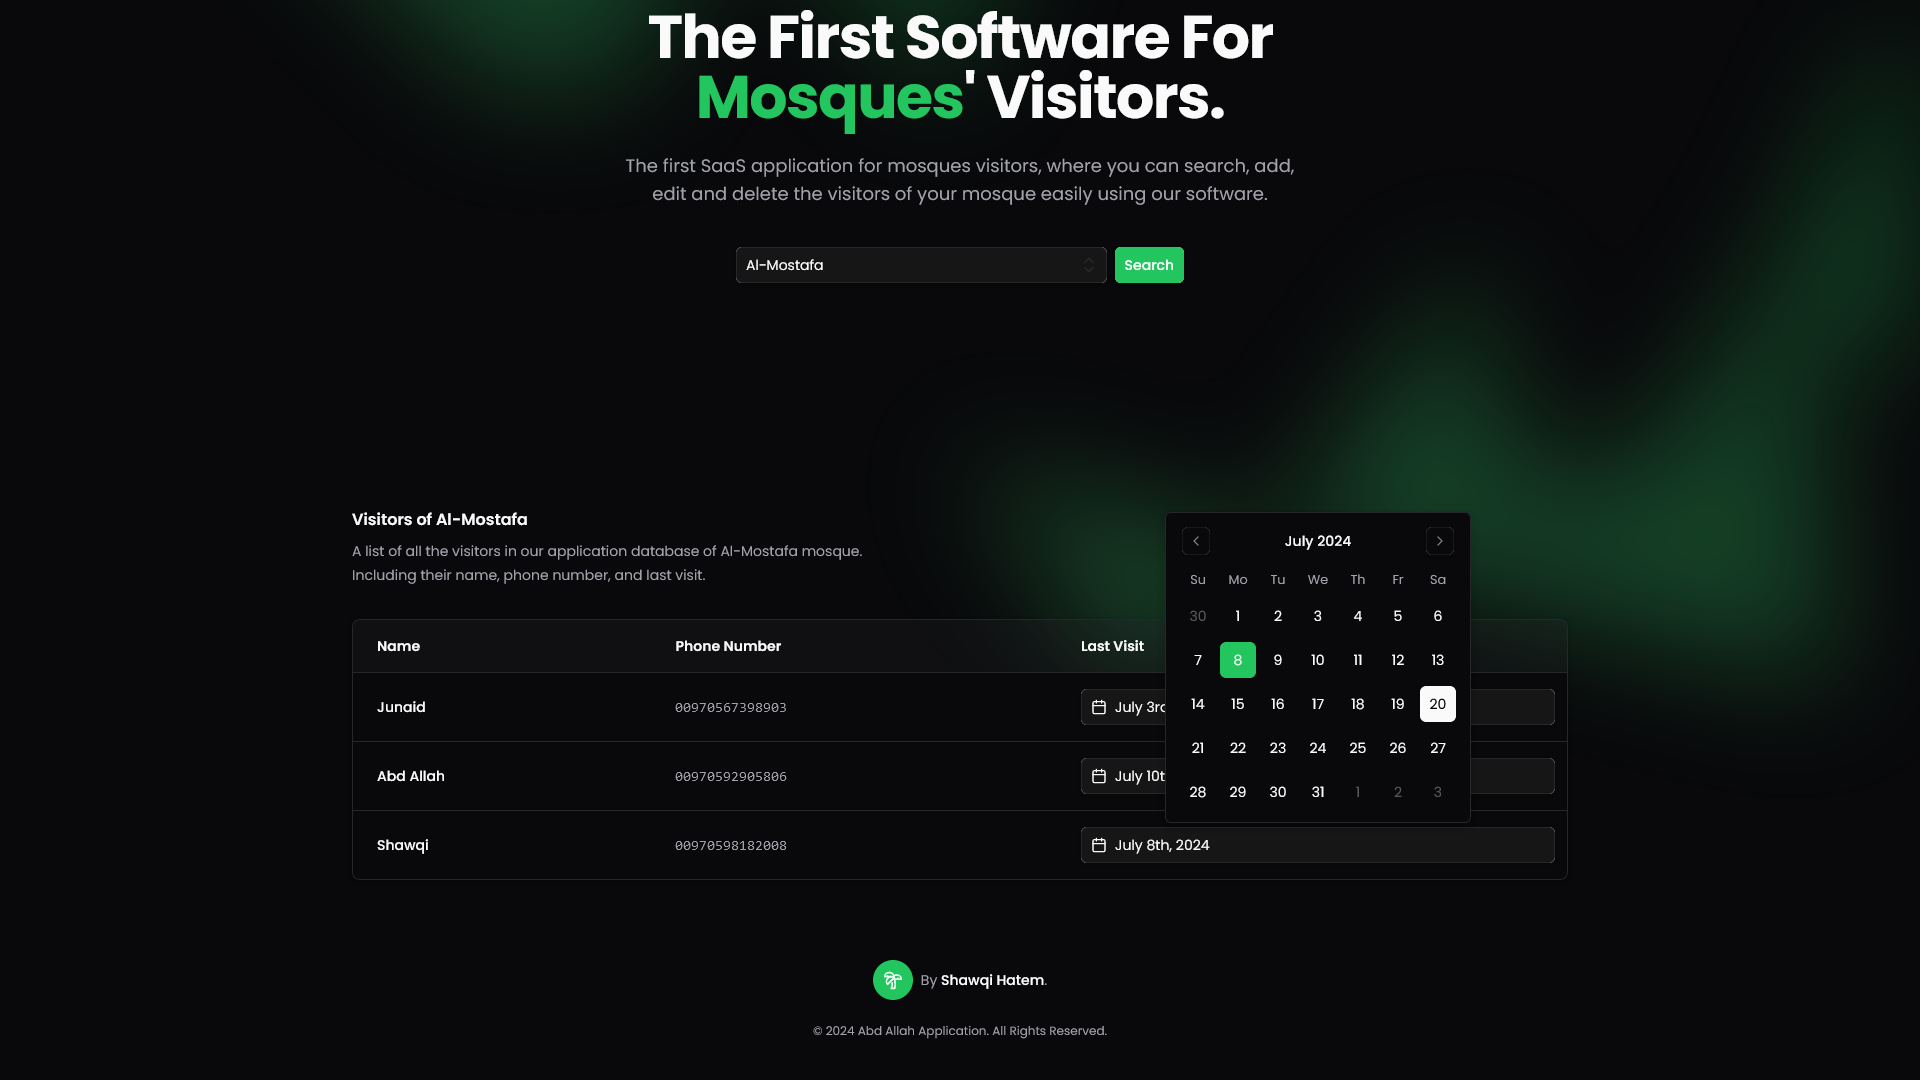 The First Software For
Mosques' Visitors.
The first SaaS application for mosques visitors, where you can search, add,
edit and delete the visitors of your mosque easily using our software.
Al-Mostafa
Search
Visitors of Al-Mostafa
A list of all the visitors in our application database of Al-Mostafa mosque.
Including their name, phone number, and last visit.
July 2024
Su Mo Tu We Th Fr Sa
30 1 2 3 4 5 6
7 8 9 10 11 12 13
14 15 16 17 18 19 20
21 22 23 24 25 26 27
28 29 30 31 1 2 3
Name Phone Number Last Visit
Junaid 00970567398903 July 3r
Abd Allah 00970592905806 July 10t
Shawqi 00970598182008 July 8th, 2024
By Shawqi Hatem.
© 2024 Abd Allah Application. All Rights Reserved.